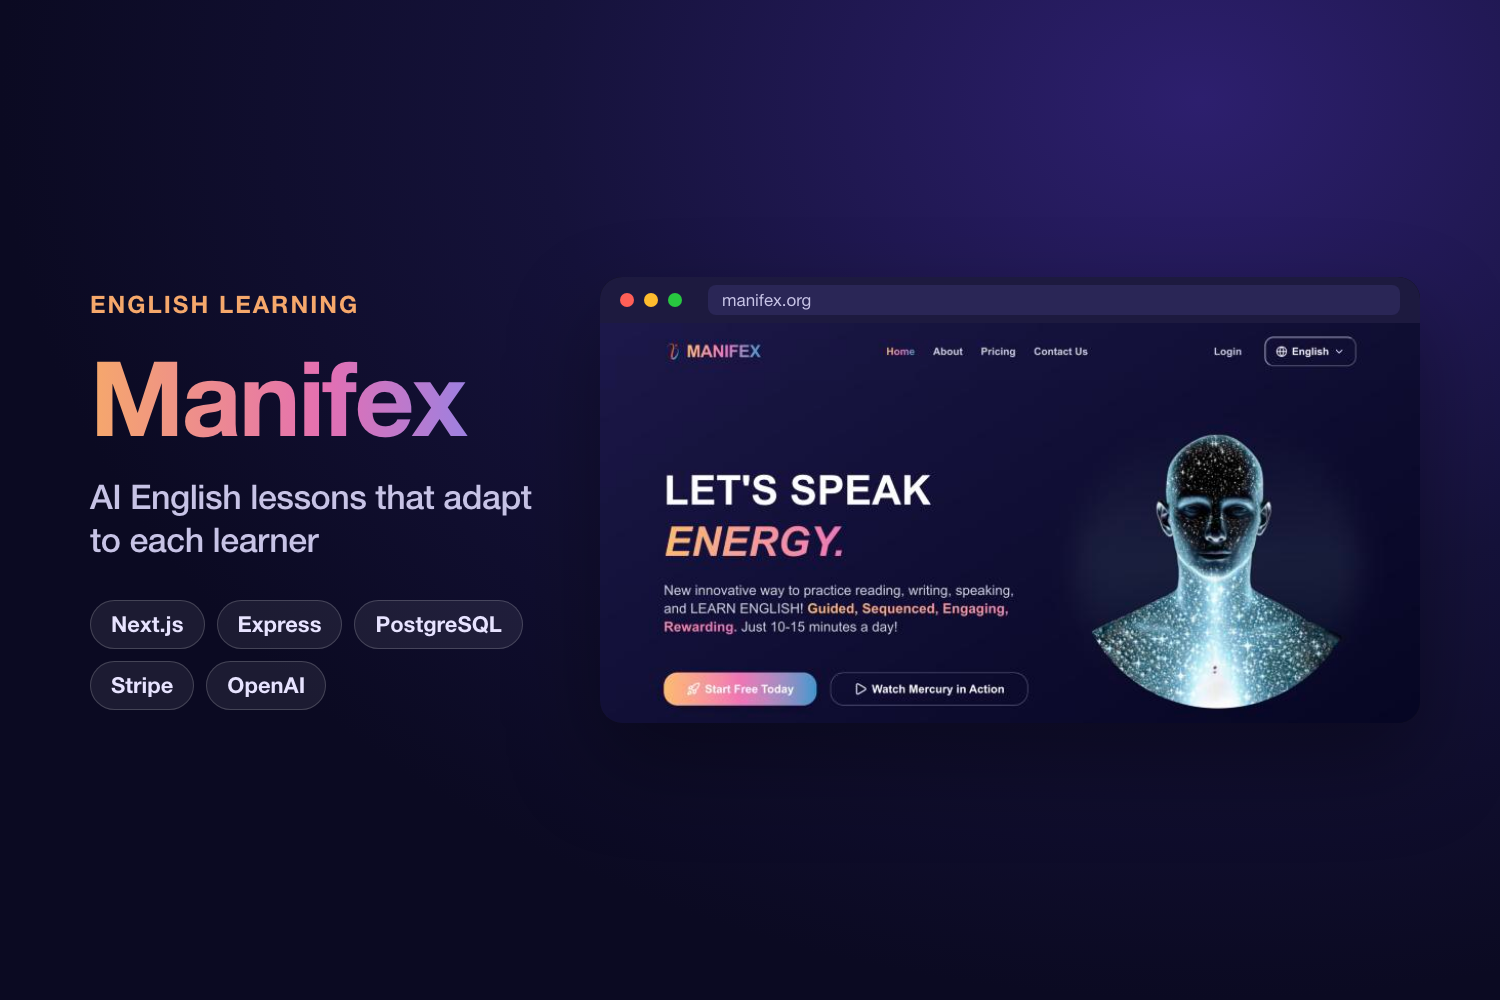 ENGLISH LEARNING
Manifex
AI English lessons that adapt
to each learner
Next.js Express PostgreSQL
Stripe OpenAI
manifex.org
MANIFEX Home About Pricing Contact Us Login English
LET'S SPEAK
ENERGY.
New innovative way to practice reading, writing, speaking,
and LEARN ENGLISH! Guided, Sequenced, Engaging,
Rewarding. Just 10-15 minutes a day!
Start Free Today Watch Mercury in Action